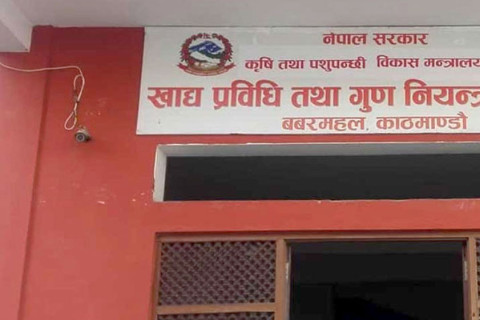 नेपाल सरकार
कृषि तथा पशुपन्छी विकास मन्त्रालय
खाद्य प्रविधि तथा गुण नियन्त्र
बबरमहल, काठमाण्डौ